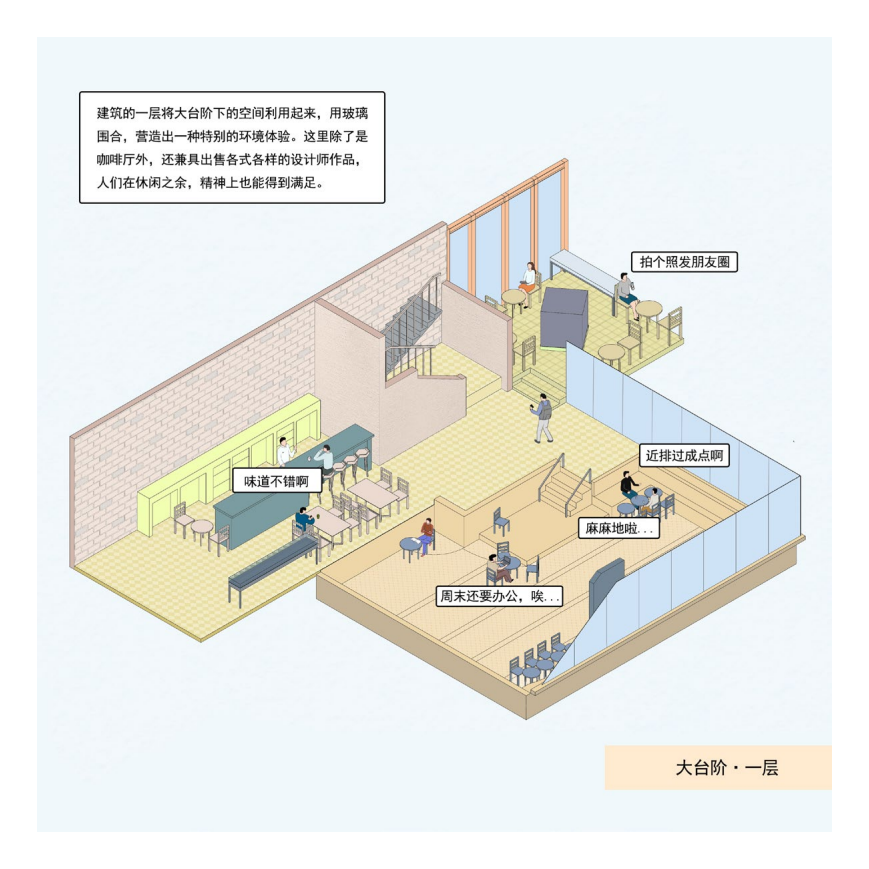 建筑的一层将大台阶下的空间利用起来，用玻璃
围合，营造出一种特别的环境体验。这里除了是
咖啡厅外，还兼具出售各式各样的设计师作品，
人们在休闲之余，精神上也能得到满足。
拍个照发朋友圈
近排过成点啊
味道不错啊
麻麻地啦...
周末还要办公，唉...
大台阶·一层